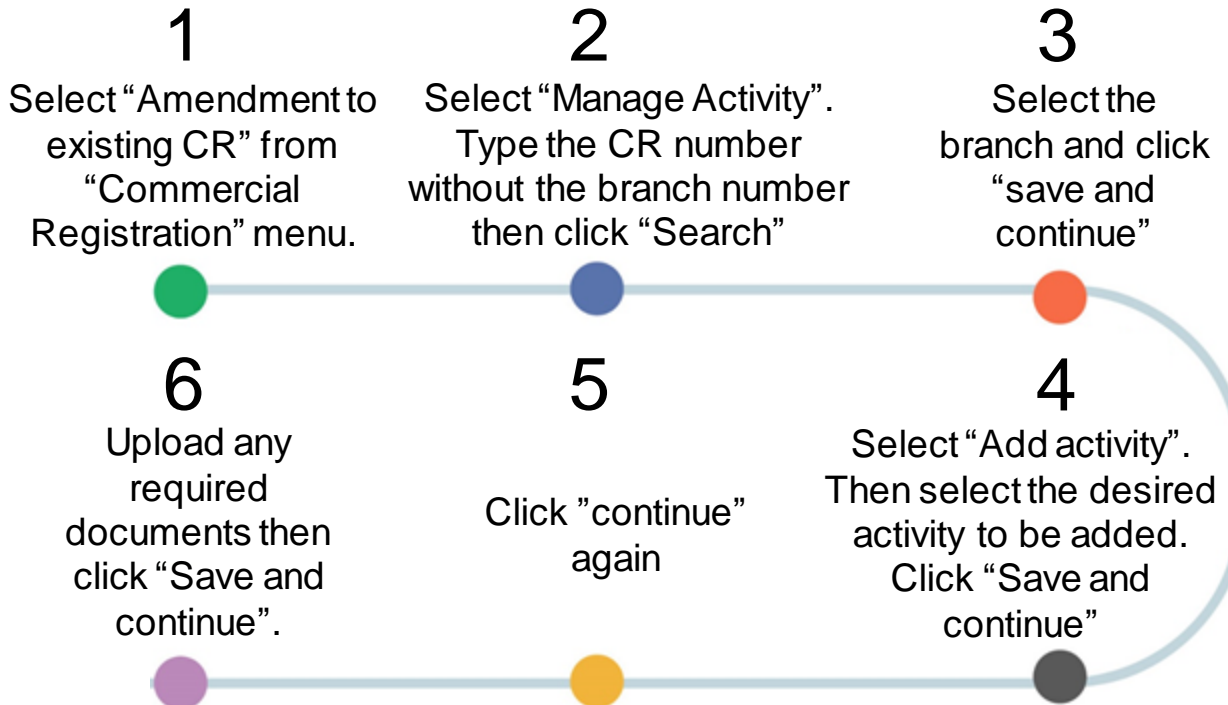 1
Select “Amendment to
existing CR” from
“Commercial
Registration” menu.
2
Select “Manage Activity”.
Type the CR number
without the branch number
then click “Search”
3
Select the
branch and click
“save and
continue”
4
Select “Add activity”.
Then select the desired
activity to be added.
Click “Save and
continue”
5
Click ”continue”
again
6
Upload any
required
documents then
click “Save and
continue”.